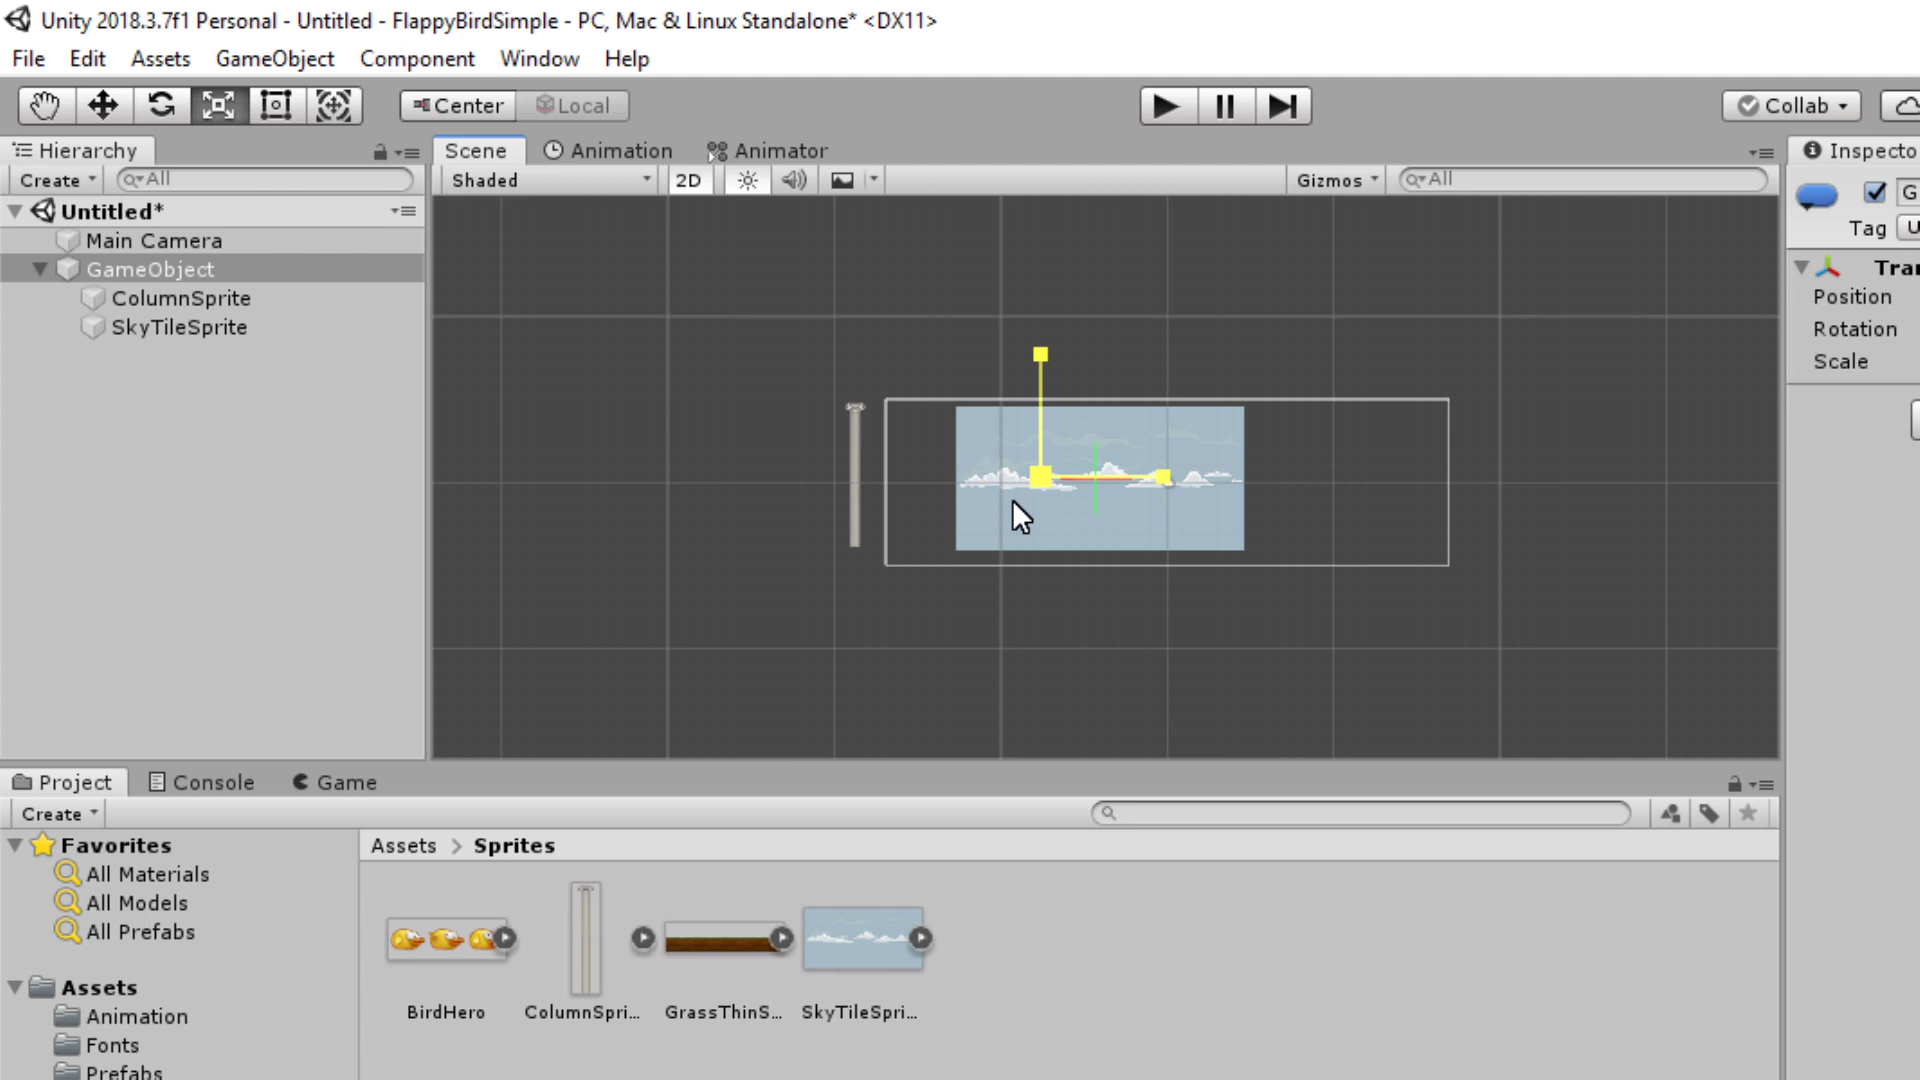 Unity 2018.3.7f1 Personal - Untitled - FlappyBirdSimple - PC, Mac & Linux Standalone* <DX11>
File Edit Assets GameObject Component Window Help
Center Local Collab
Hierarchy Scene Animation Animator Inspecto
Create All Shaded 2D Gizmos All G
Untitled*
Main Camera
Tag U
GameObject
Tra
ColumnSprite
Position
SkyTileSprite
Rotation
Scale
Project Console Game
Create
Favorites
Assets > Sprites
All Materials
All Models
All Prefabs
Assets
Animation
Fonts
Prefabs
BirdHero ColumnSpri... GrassThinS... SkyTileSpri...